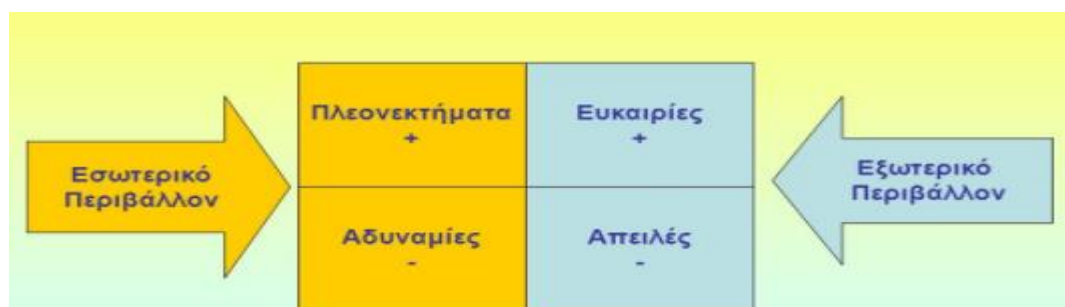 Πλεονεκτήματα
+
Ευκαιρίες
+
Εσωτερικό
Περιβάλλον
Εξωτερικό
Περιβάλλον
Αδυναμίες
-
Απειλές
-